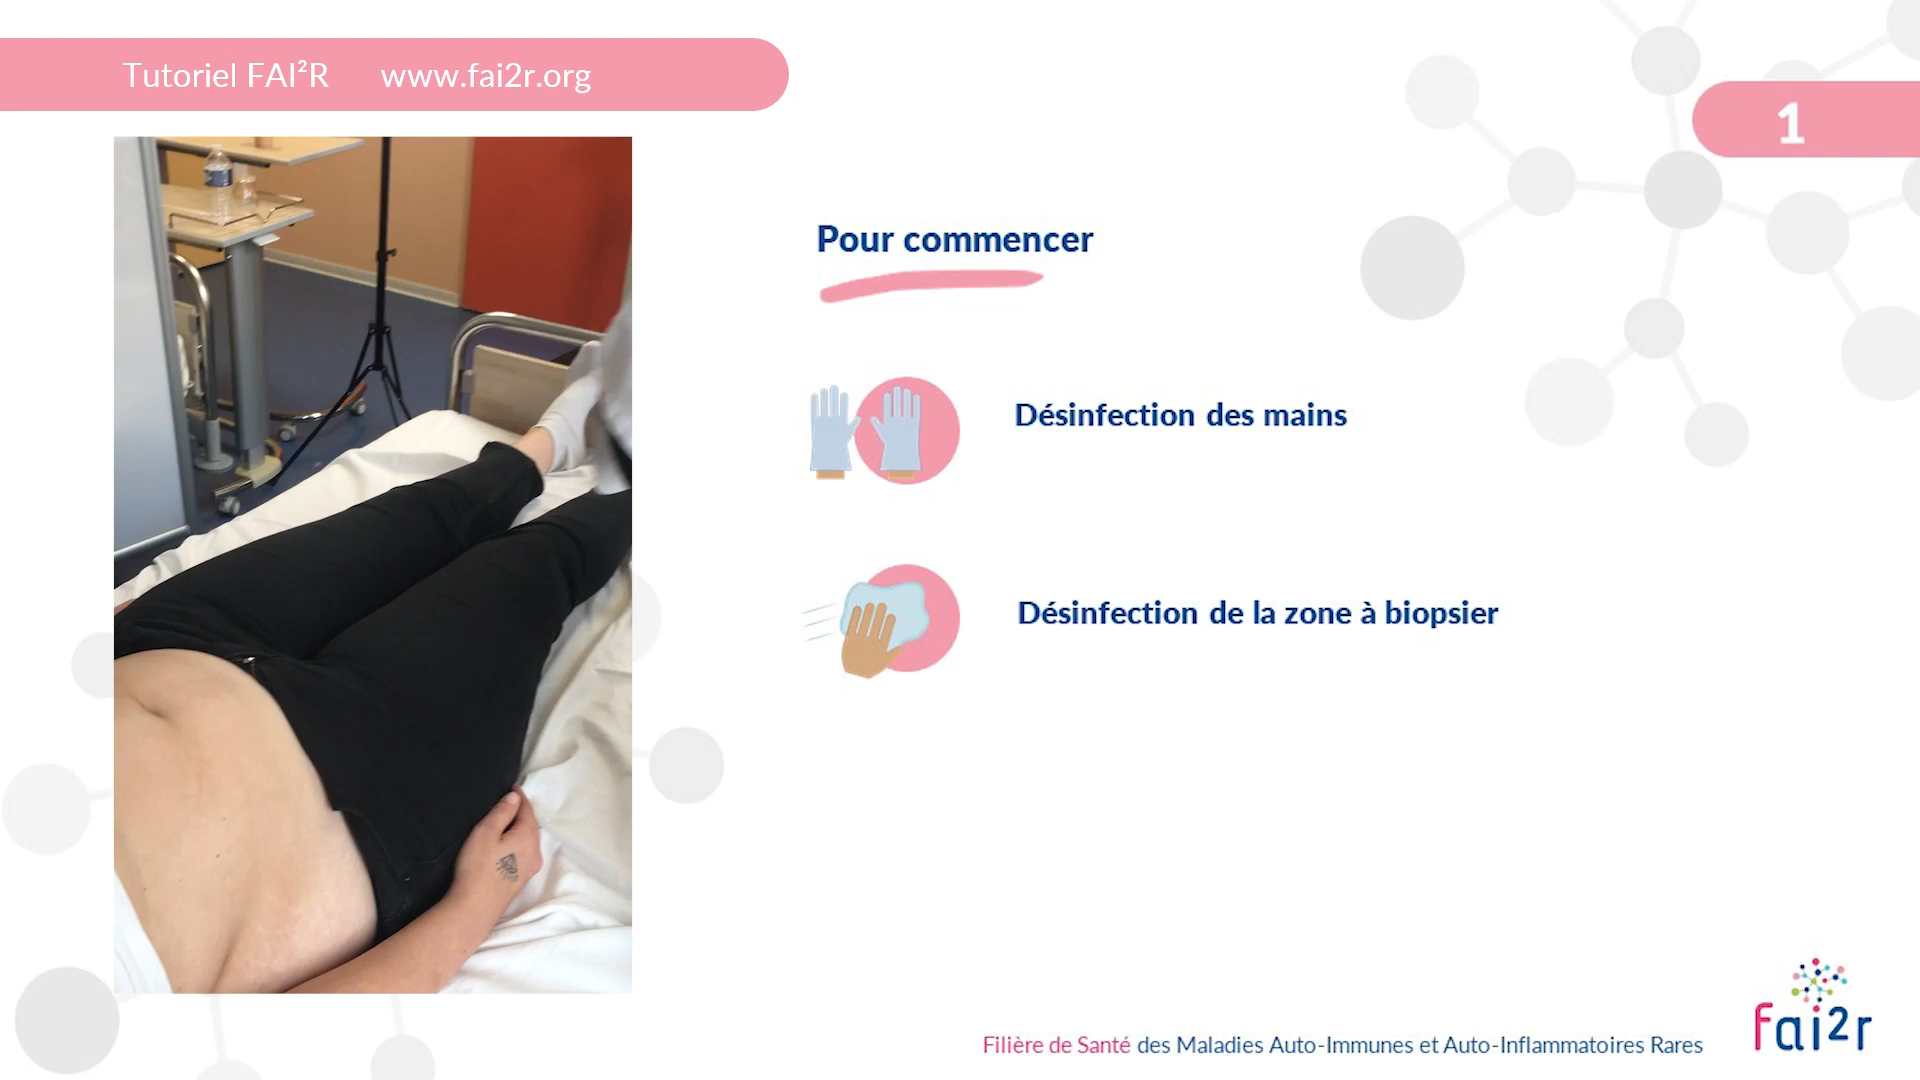 Tutoriel FAI²R www.fai2r.org
1
Pour commencer
Désinfection des mains
Désinfection de la zone à biopsier
Filière de Santé des Maladies Auto-Immunes et Auto-Inflammatoires Rares
fai2r